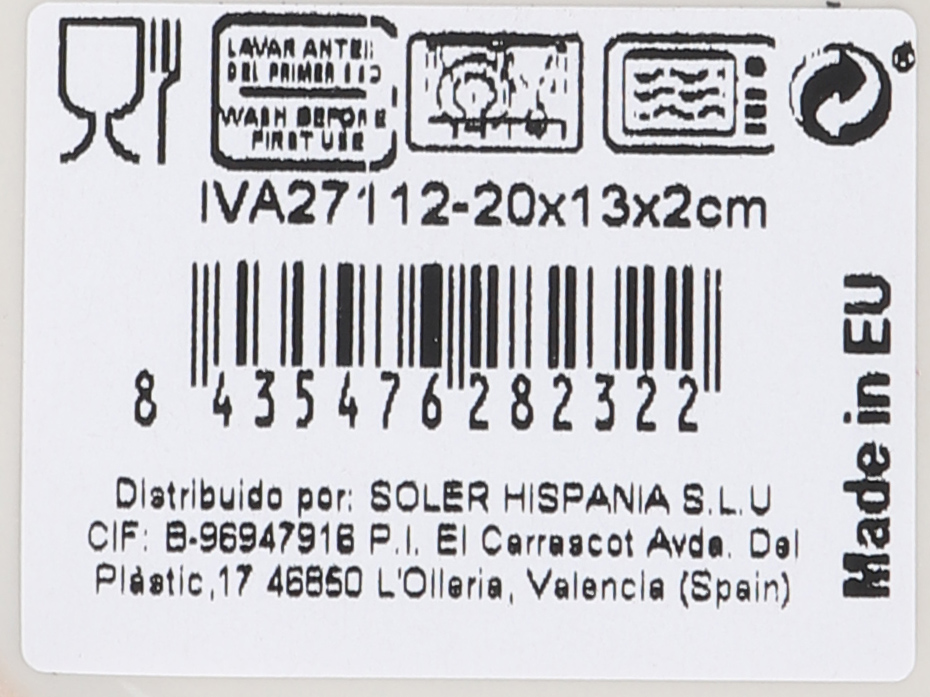 LAVAR ANTES
DEL PRIMER USO
WASH BEFORE
FIRST USE
®
IVA27112-20x13x2cm
8 435476 282322
Made in EU
Distribuido por: SOLER HISPANIA S.L.U
CIF: B-96947916 P.I. El Carrascot Avda. Del
Plàstic,17 46850 L'Olleria, Valencia (Spain)